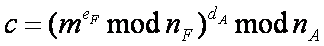 c = (m^{e_F} mod n_F)^{d_A} mod n_A